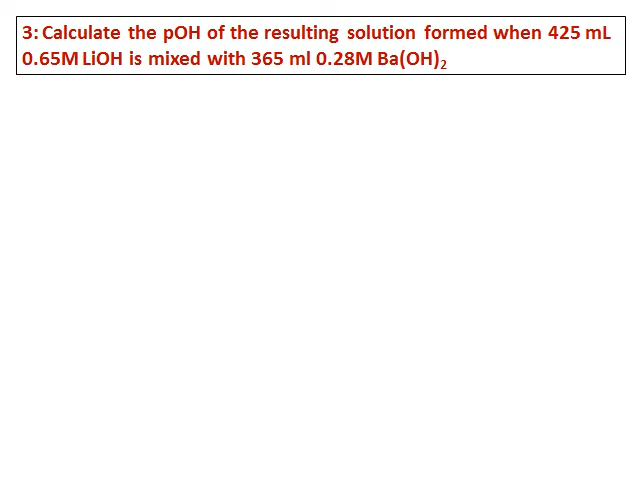 3: Calculate the pOH of the resulting solution formed when 425 mL
0.65M LiOH is mixed with 365 ml 0.28M Ba(OH)₂